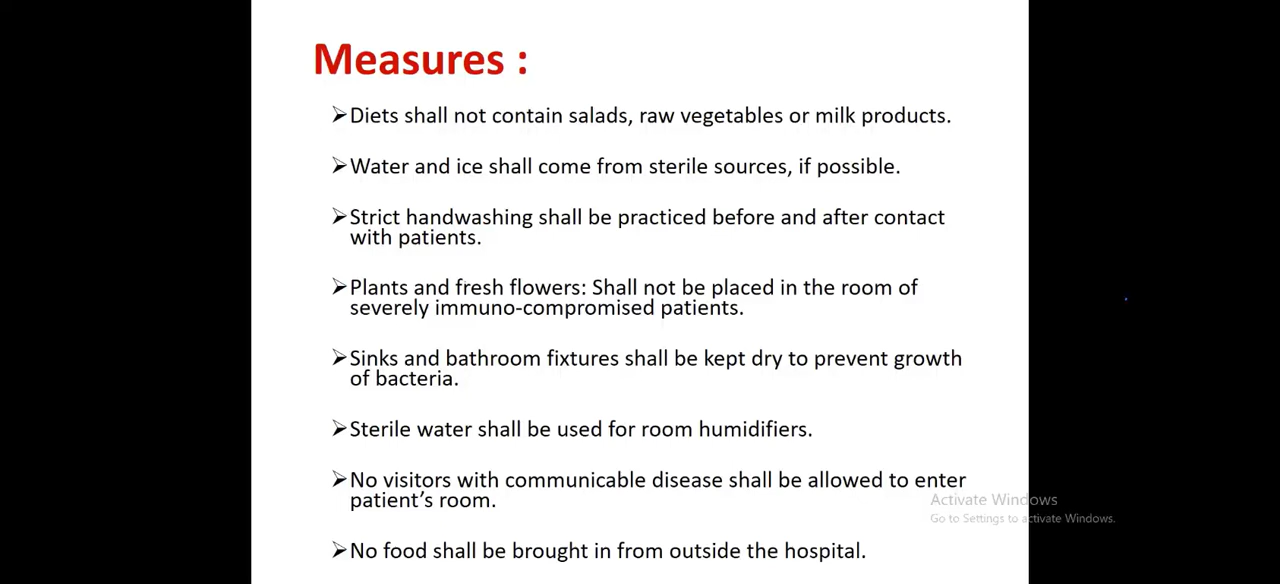 Measures :
➢Diets shall not contain salads, raw vegetables or milk products.
➢Water and ice shall come from sterile sources, if possible.
➢Strict handwashing shall be practiced before and after contact
with patients.
➢Plants and fresh flowers: Shall not be placed in the room of
severely immuno-compromised patients.
➢Sinks and bathroom fixtures shall be kept dry to prevent growth
of bacteria.
➢Sterile water shall be used for room humidifiers.
➢No visitors with communicable disease shall be allowed to enter
patient’s room.
Activate Windows
Go to Settings to activate Windows.
➢No food shall be brought in from outside the hospital.